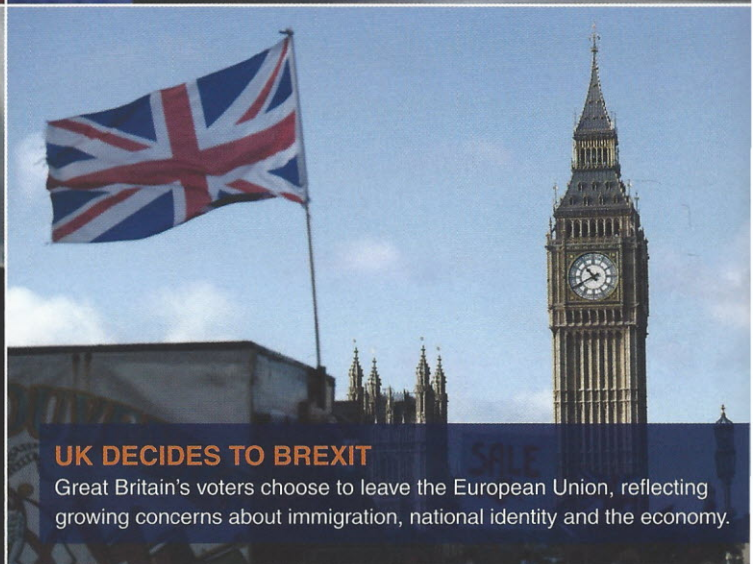 UK DECIDES TO BREXIT
Great Britain's voters choose to leave the European Union, reflecting
growing concerns about immigration, national identity and the economy.
SALE